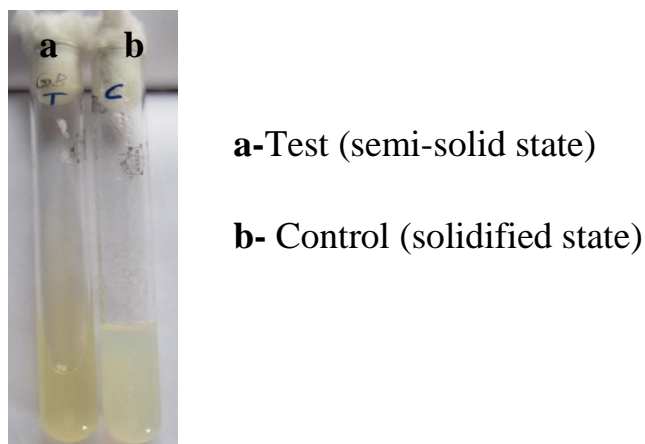 a b
T C
a-Test (semi-solid state)
b- Control (solidified state)